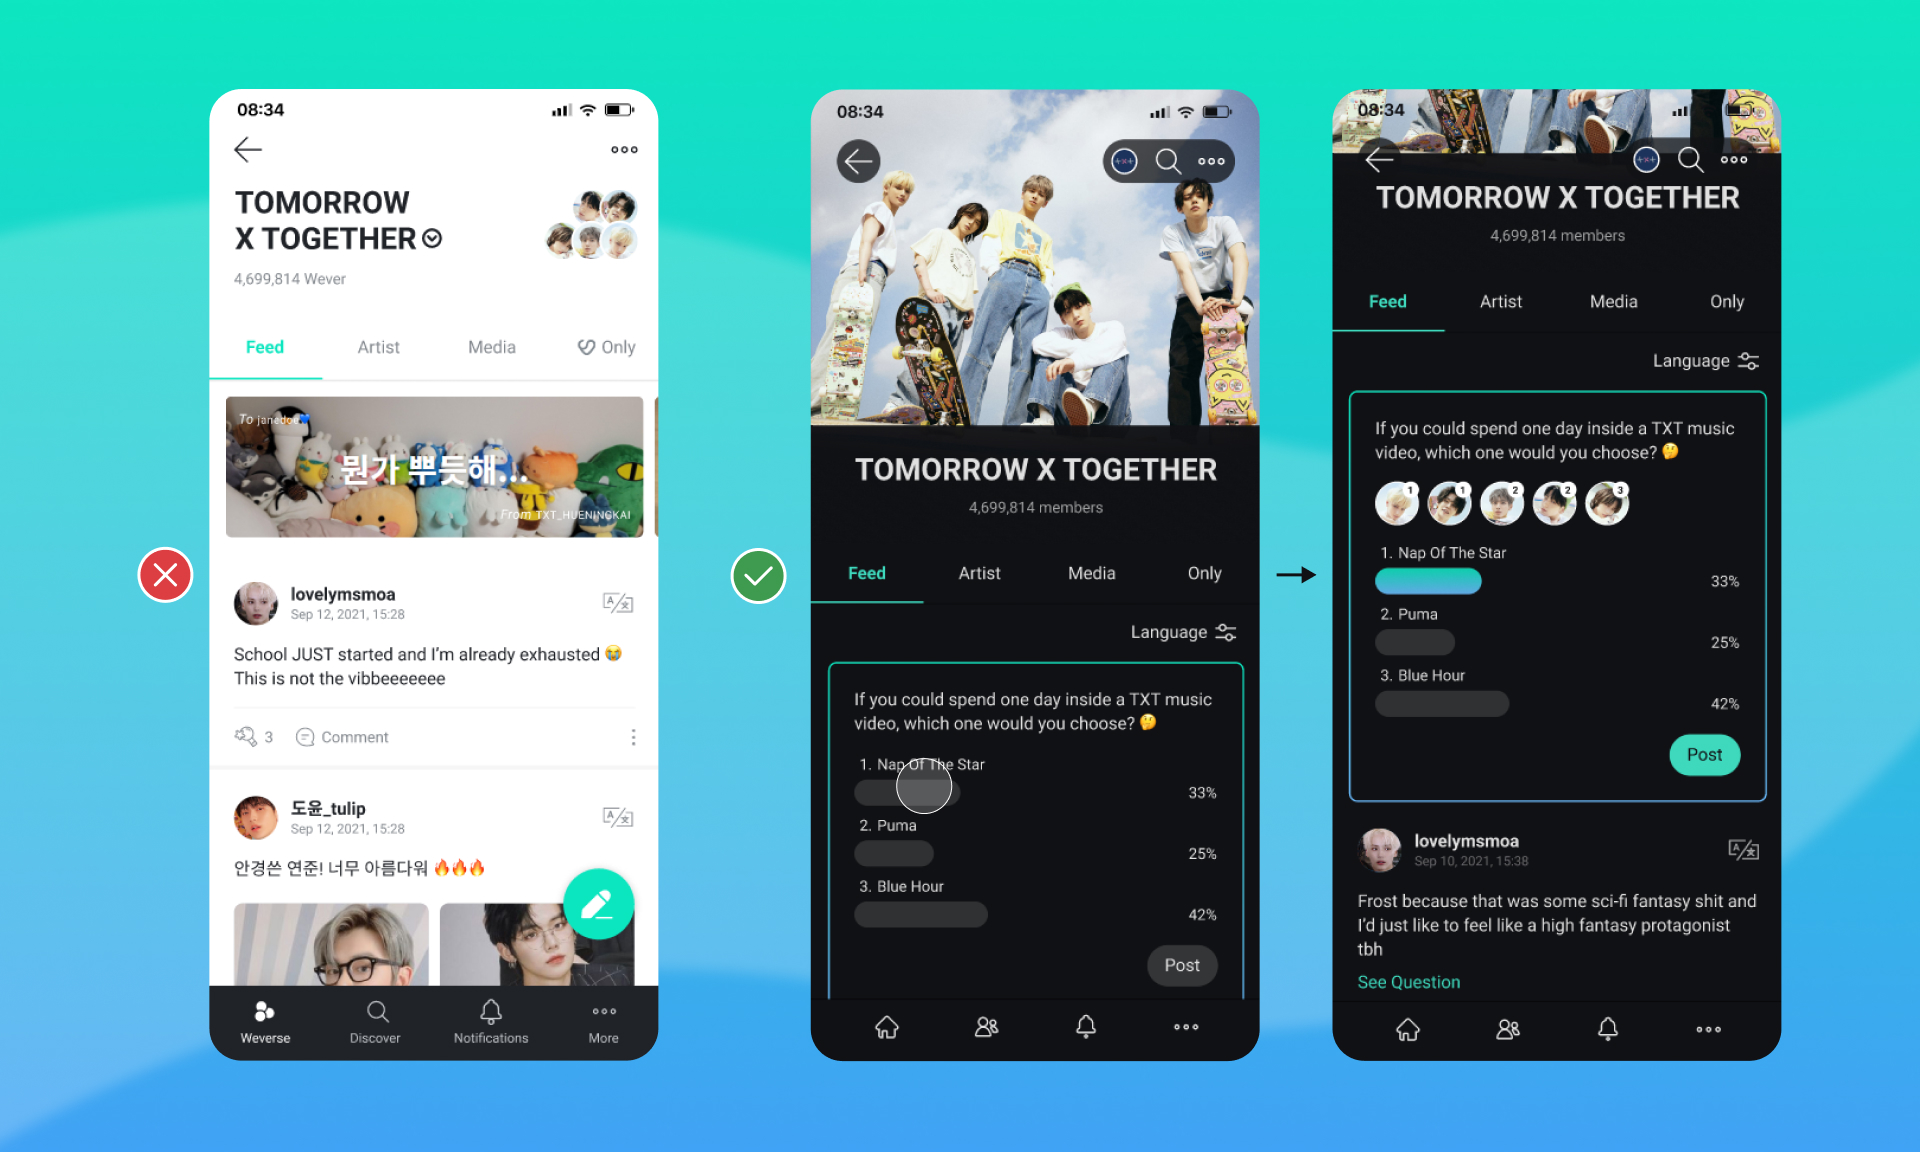 08:34
TOMORROW
X TOGETHER
4,699,814 Wever
Feed
Artist
Media
Only
To janedoe💙
뭔가 뿌듯해...
From TXT_HUENINGKAI
lovelymsmoa
Sep 12, 2021, 15:28
A/文
School JUST started and I'm already exhausted 😭
This is not the vibbeeeeeee
3
Comment
도윤_tulip
Sep 12, 2021, 15:28
A/文
안경쓴 연준! 너무 아름다워 🔥🔥🔥
Weverse
Discover
Notifications
More
08:34
TOMORROW X TOGETHER
4,699,814 members
Feed
Artist
Media
Only
Language
If you could spend one day inside a TXT music
video, which one would you choose? 🤔
1. Nap Of The Star
33%
2. Puma
25%
3. Blue Hour
42%
Post
08:34
TOMORROW X TOGETHER
4,699,814 members
Feed
Artist
Media
Only
Language
If you could spend one day inside a TXT music
video, which one would you choose? 🤔
1
1
2
2
3
1. Nap Of The Star
33%
2. Puma
25%
3. Blue Hour
42%
Post
lovelymsmoa
Sep 10, 2021, 15:38
A/文
Frost because that was some sci-fi fantasy shit and
I'd just like to feel like a high fantasy protagonist
tbh
See Question